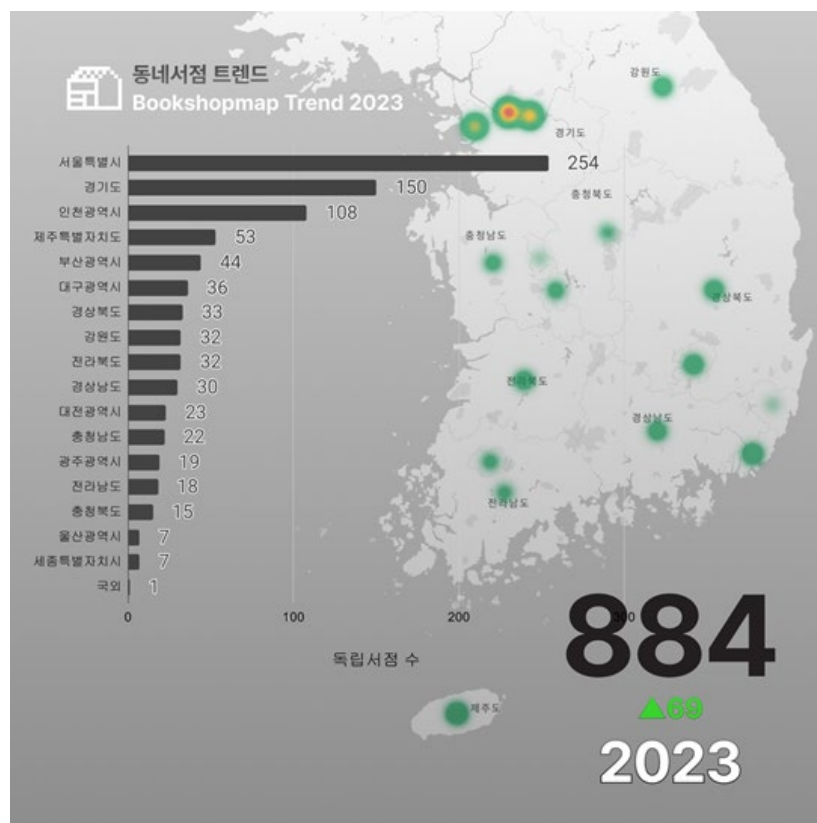 동네서점 트렌드
Bookshopmap Trend 2023
강원도
경기도
충청북도
충청남도
경상북도
전라북도
경상남도
전라남도
제주도
서울특별시 254
경기도 150
인천광역시 108
제주특별자치도 53
부산광역시 44
대구광역시 36
경상북도 33
강원도 32
전라북도 32
경상남도 30
대전광역시 23
충청남도 22
광주광역시 19
전라남도 18
충청북도 15
울산광역시 7
세종특별자치시 7
국외 1
0 100 200 300
독립서점 수
884
▲69
2023